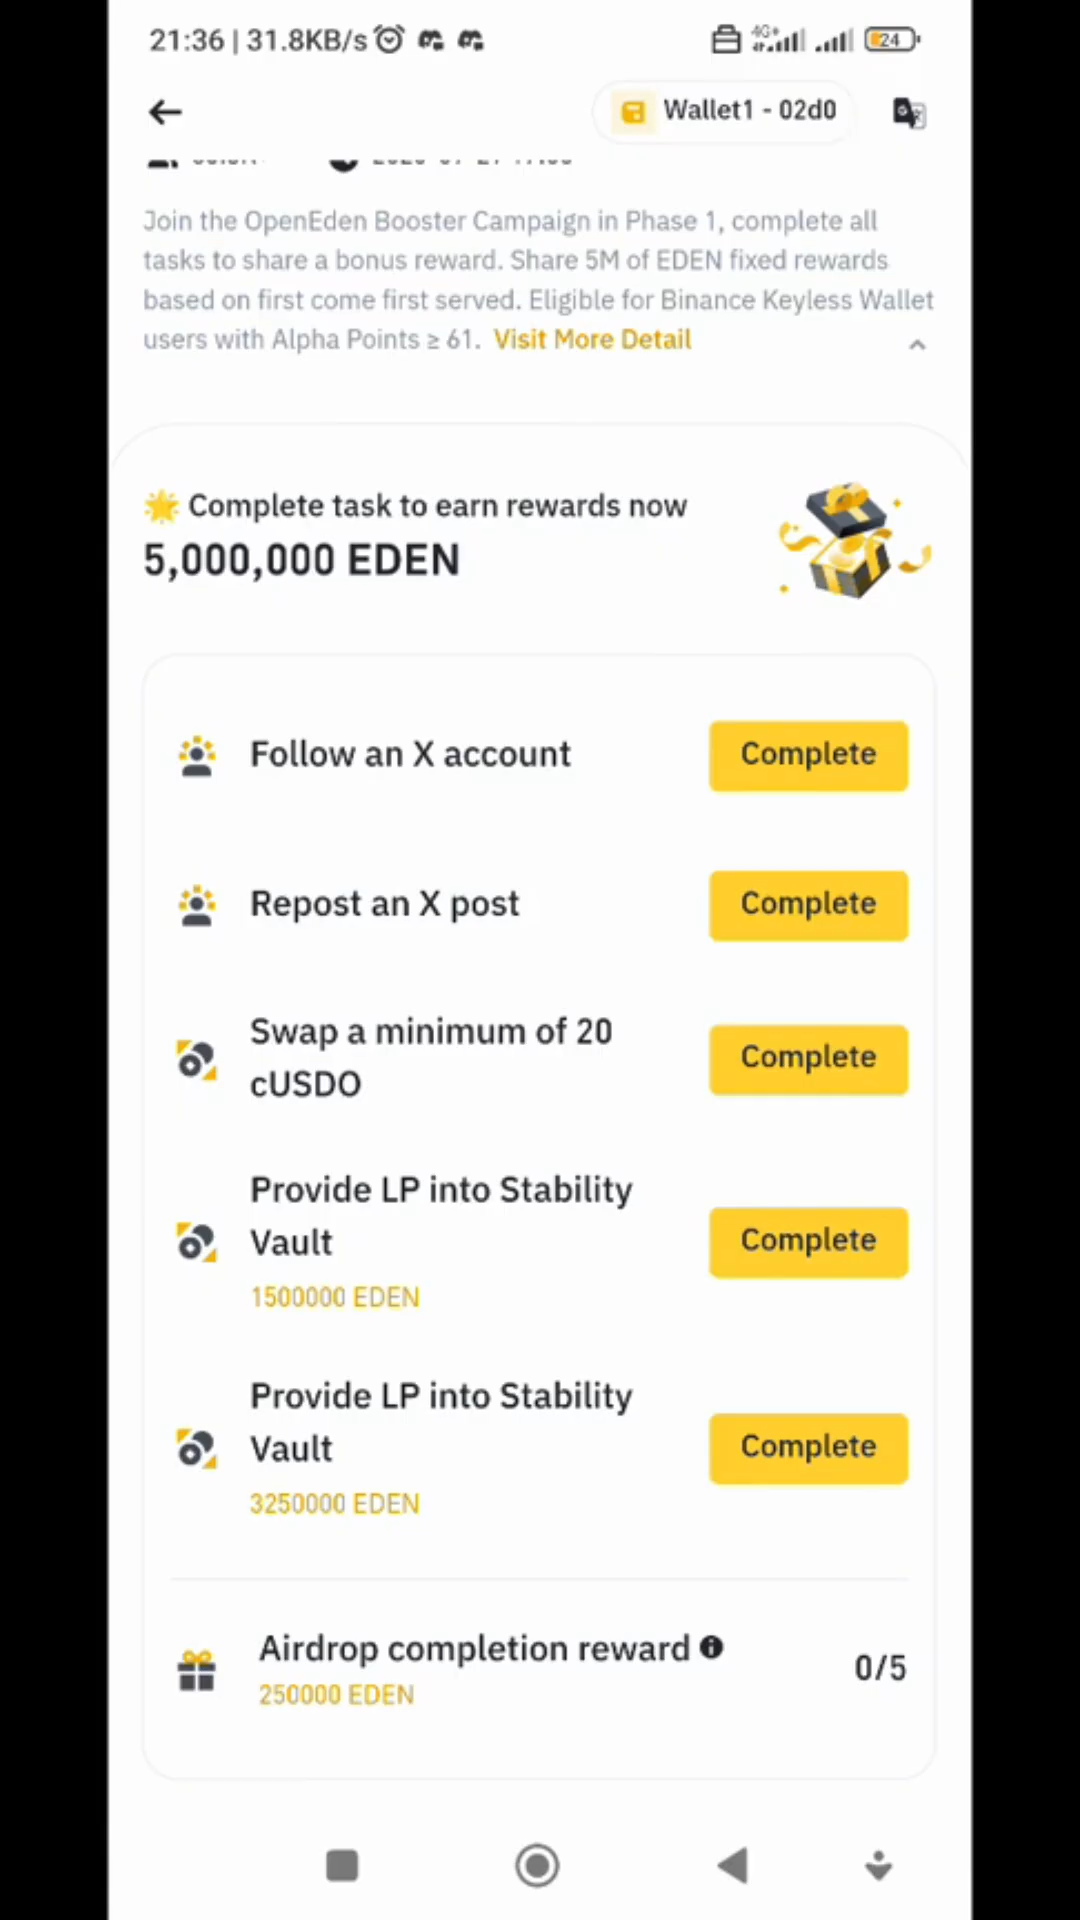 21:36 | 31.8KB/s 4G+ 24
Wallet1 - 02d0
Join the OpenEden Booster Campaign in Phase 1, complete all
tasks to share a bonus reward. Share 5M of EDEN fixed rewards
based on first come first served. Eligible for Binance Keyless Wallet
users with Alpha Points ≥ 61. Visit More Detail
Complete task to earn rewards now
5,000,000 EDEN
Follow an X account
Complete
Repost an X post
Complete
Swap a minimum of 20
cUSDO
Complete
Provide LP into Stability
Vault
Complete
1500000 EDEN
Provide LP into Stability
Vault
Complete
3250000 EDEN
Airdrop completion reward
0/5
250000 EDEN